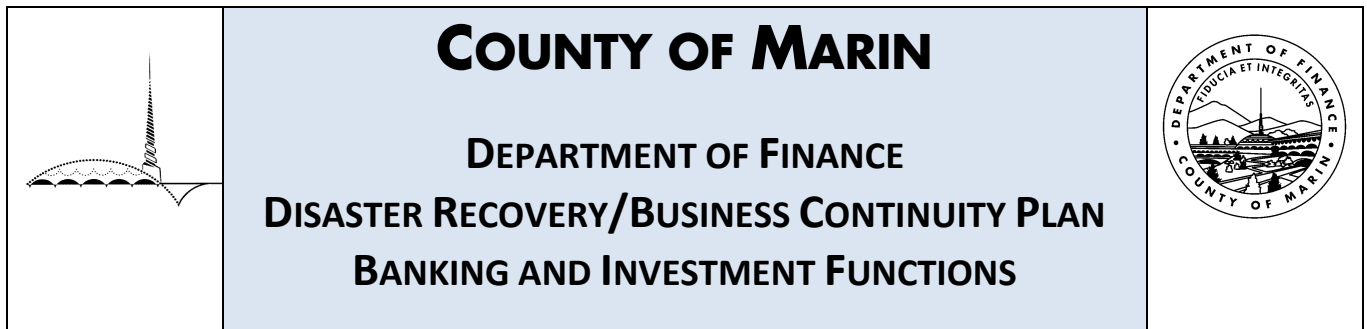 COUNTY OF MARIN
DEPARTMENT OF FINANCE
DISASTER RECOVERY/BUSINESS CONTINUITY PLAN
BANKING AND INVESTMENT FUNCTIONS
DEPARTMENT OF FINANCE
FIDUCIA ET INTEGRITAS
COUNTY OF MARIN